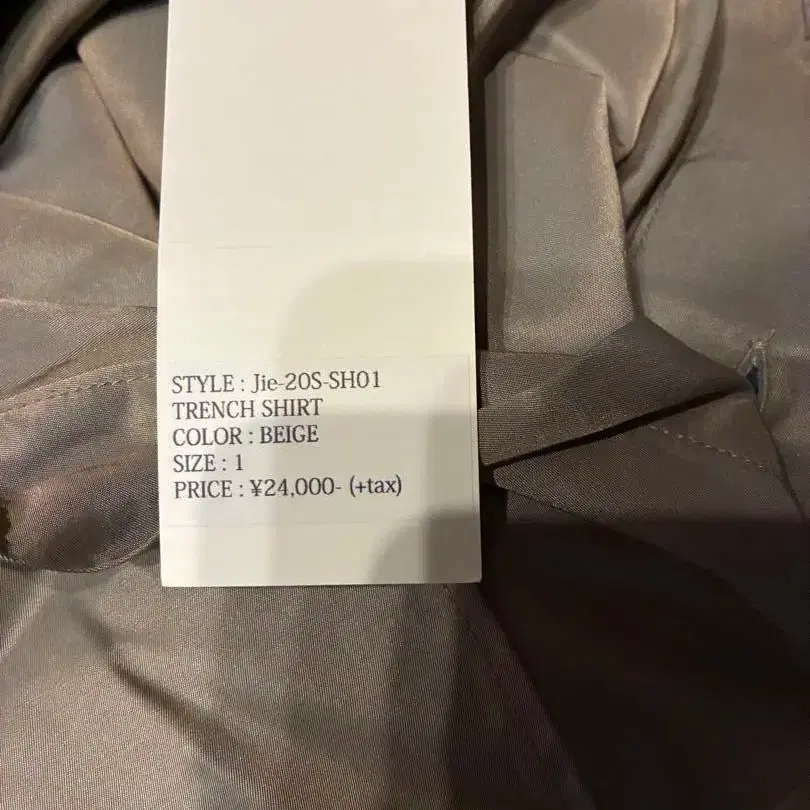 STYLE : Jie-20S-SH01
TRENCH SHIRT
COLOR : BEIGE
SIZE : 1
PRICE : ¥24,000- (+tax)